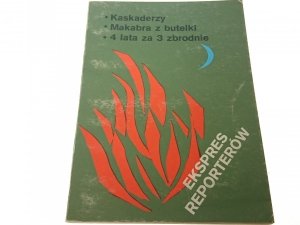 • Kaskaderzy
• Makabra z butelki
• 4 lata za 3 zbrodnie
EKSPRES
REPORTERÓW